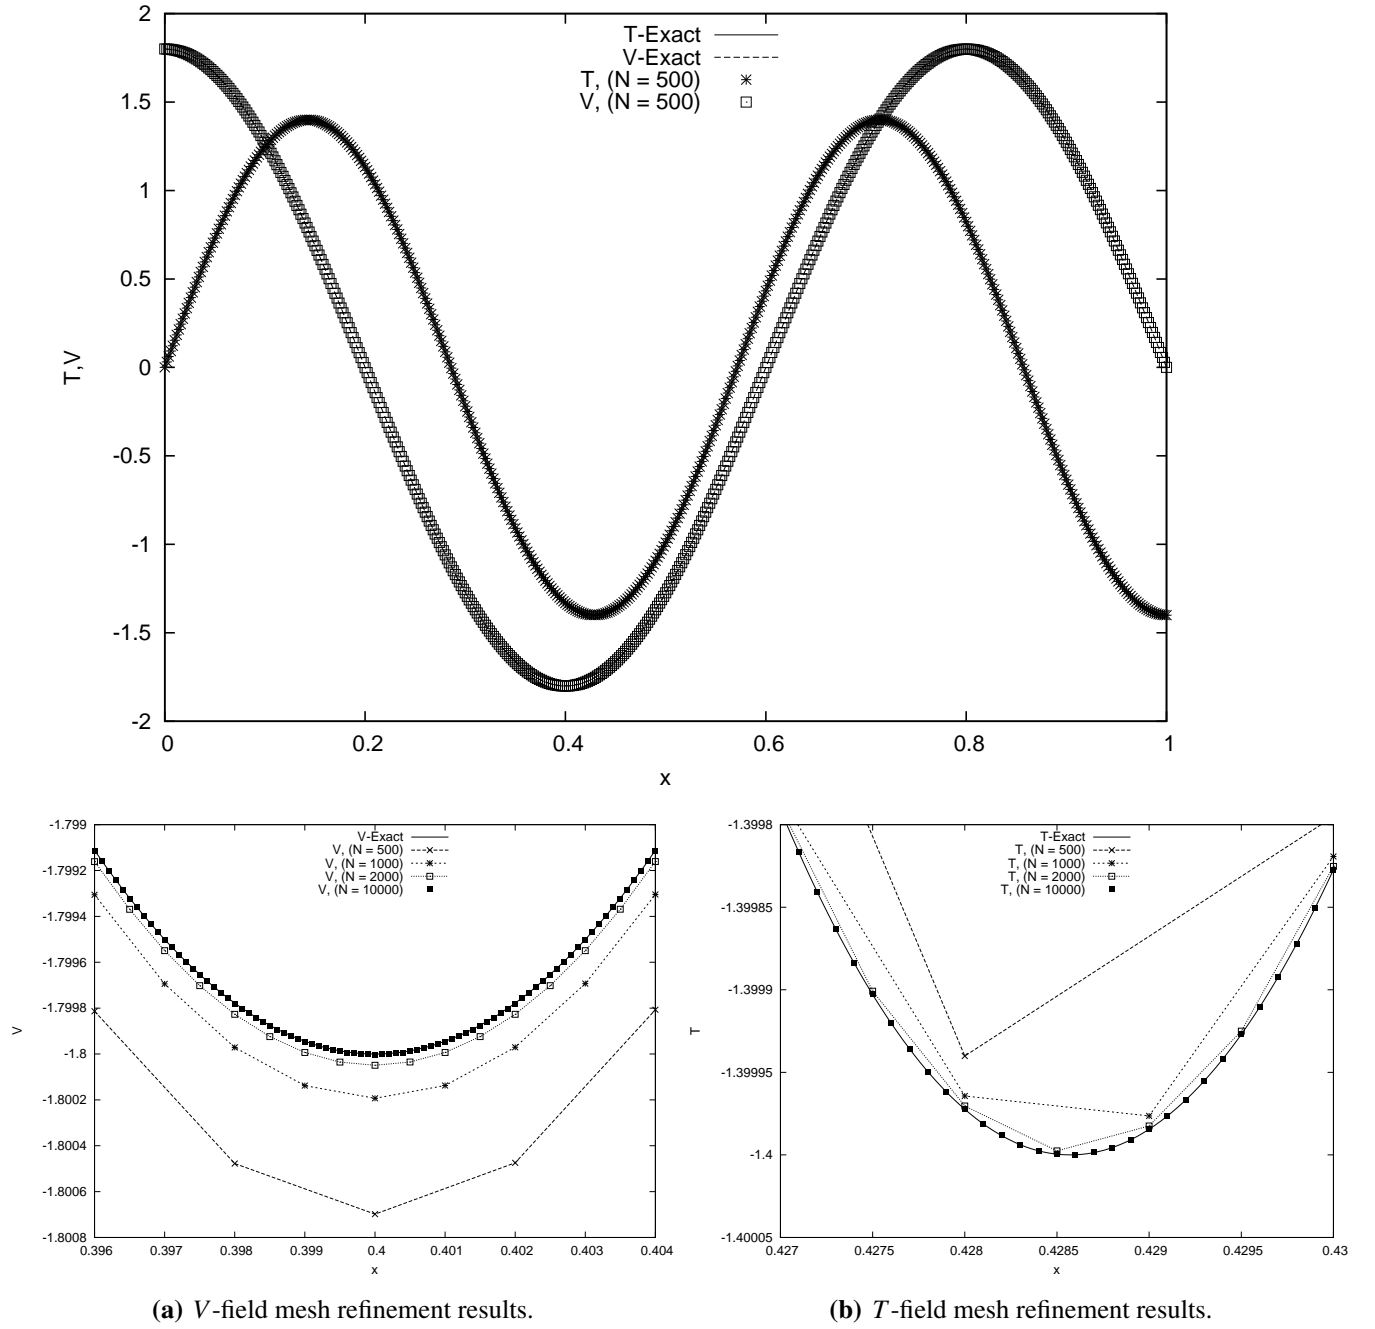 2
1.5
1
0.5
0
-0.5
-1
-1.5
-2
T,V
T-Exact
V-Exact
T, (N = 500)
V, (N = 500)
0 0.2 0.4 0.6 0.8 1
x
-1.799
-1.7992
-1.7994
-1.7996
-1.7998
-1.8
-1.8002
-1.8004
-1.8006
-1.8008
V
V-Exact
V, (N = 500)
V, (N = 1000)
V, (N = 2000)
V, (N = 10000)
0.396 0.397 0.398 0.399 0.4 0.401 0.402 0.403 0.404
x
(a) V-field mesh refinement results.
-1.3998
-1.39985
-1.3999
-1.39995
-1.4
-1.40005
T
T-Exact
T, (N = 500)
T, (N = 1000)
T, (N = 2000)
T, (N = 10000)
0.427 0.4275 0.428 0.4285 0.429 0.4295 0.43
x
(b) T-field mesh refinement results.